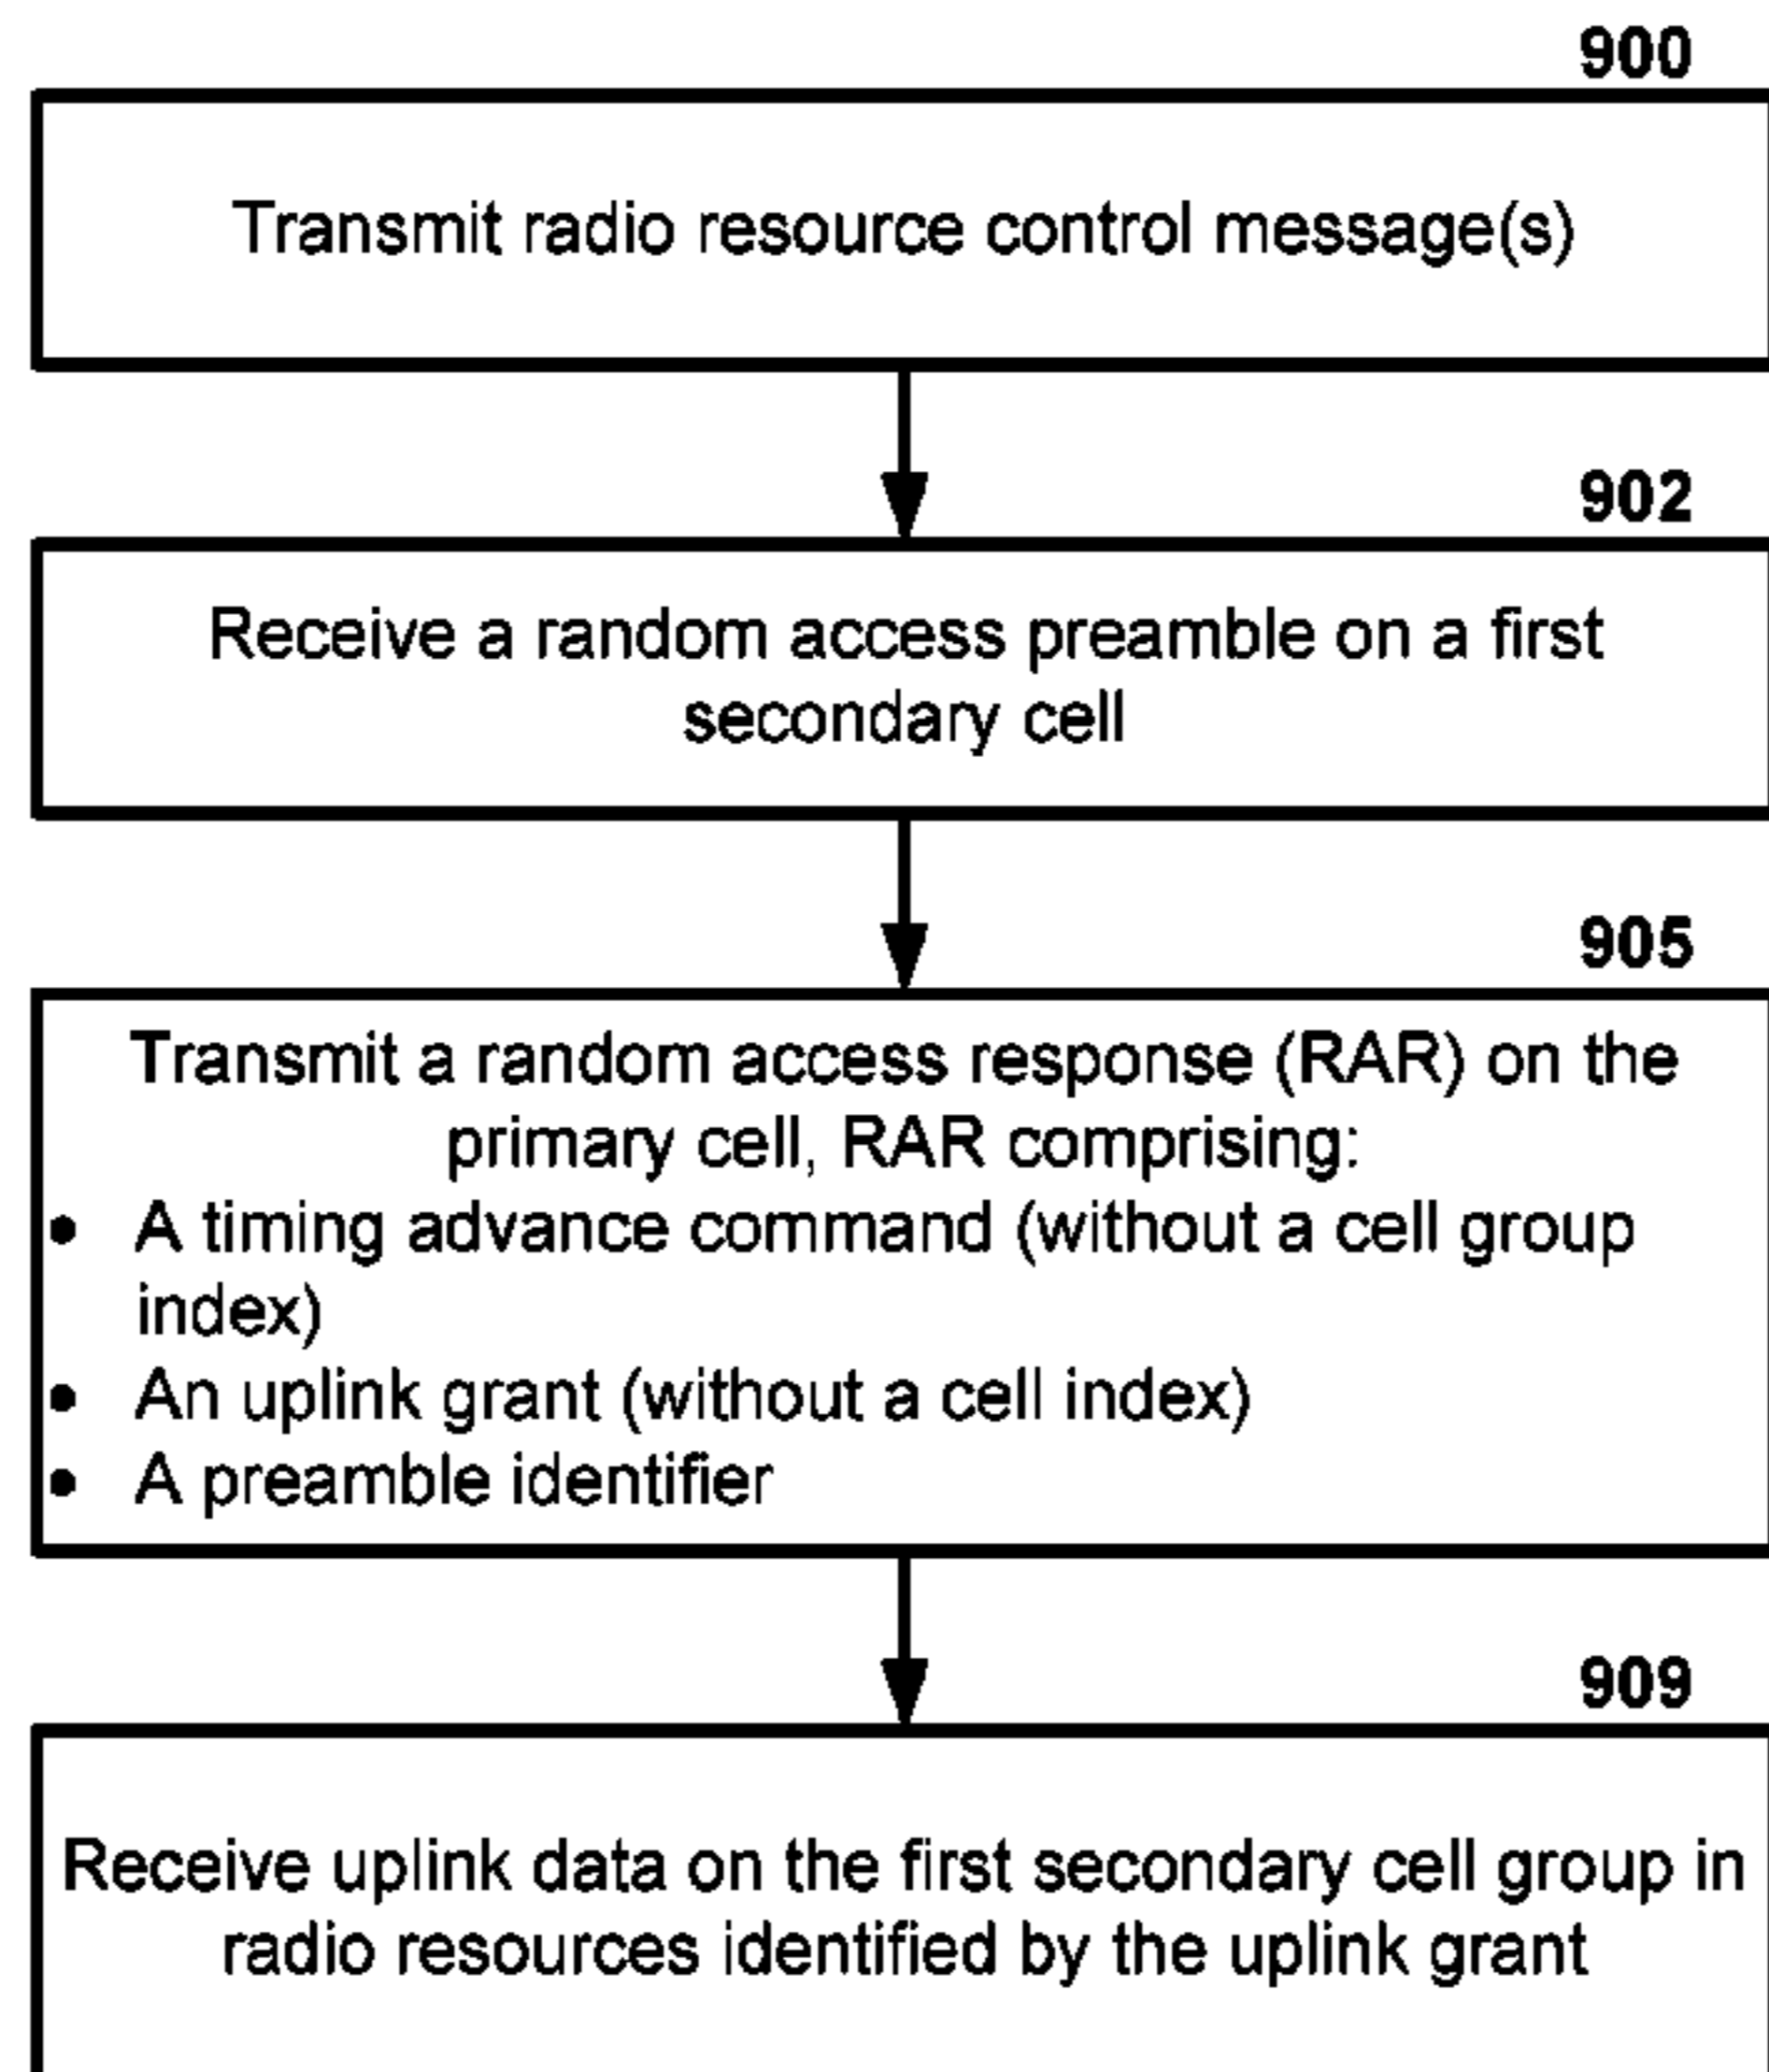 900
Transmit radio resource control message(s)
902
Receive a random access preamble on a first
secondary cell
905
Transmit a random access response (RAR) on the
primary cell, RAR comprising:
• A timing advance command (without a cell group
index)
• An uplink grant (without a cell index)
• A preamble identifier
909
Receive uplink data on the first secondary cell group in
radio resources identified by the uplink grant